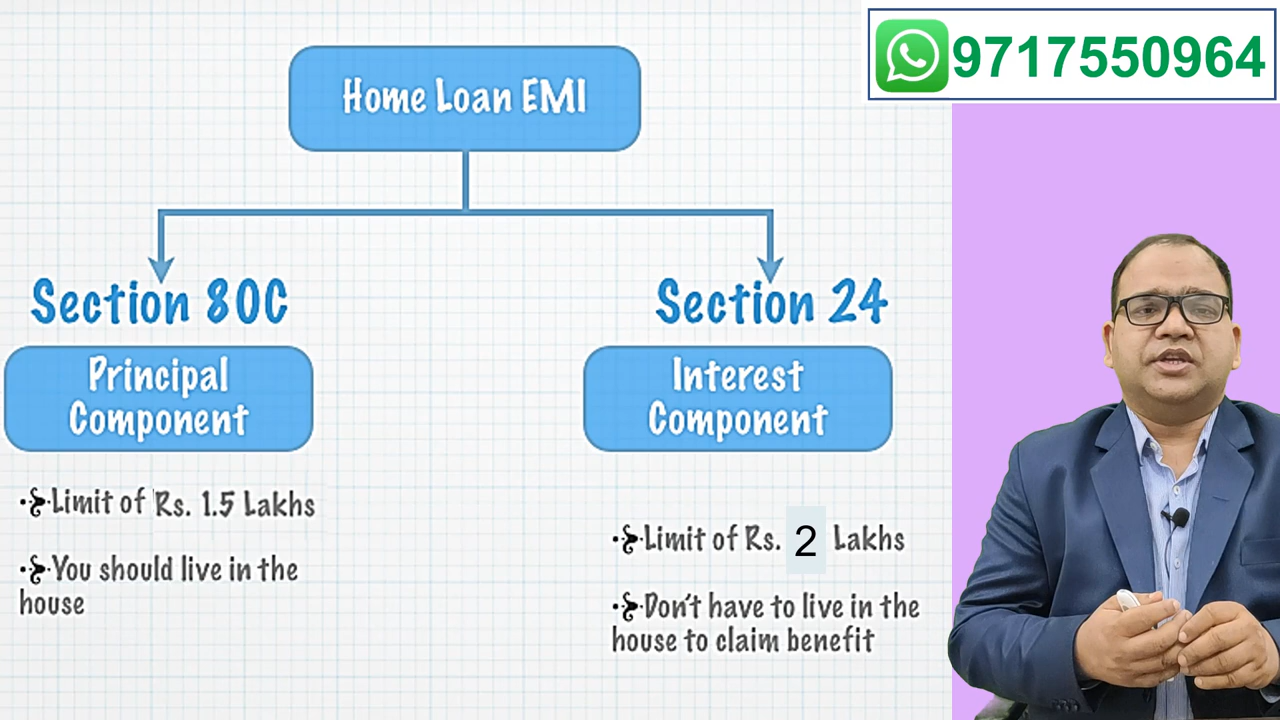 9717550964
Home Loan EMI
Section 80C
Principal
Component
Limit of Rs. 1.5 Lakhs
You should live in the
house
Section 24
Interest
Component
Limit of Rs. 2 Lakhs
Don't have to live in the
house to claim benefit